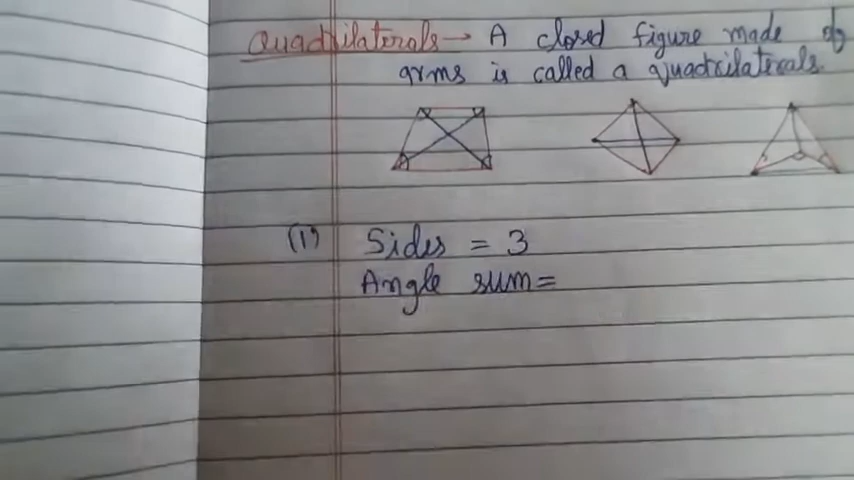 Quadrilaterals → A closed figure made of
arms is called a quadrilaterals.
(1) Sides = 3
Angle sum=